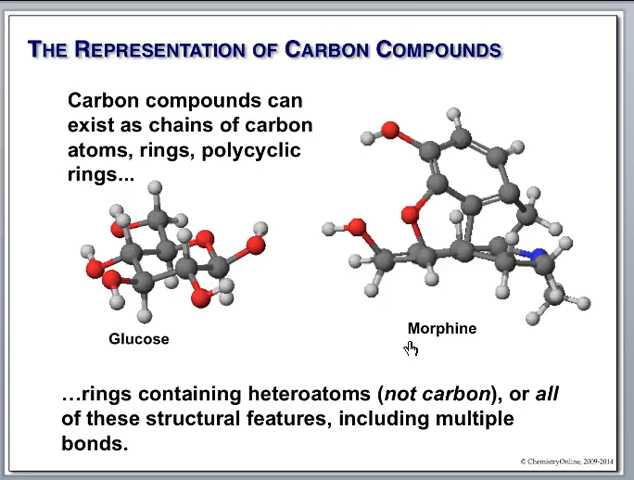 THE REPRESENTATION OF CARBON COMPOUNDS
Carbon compounds can
exist as chains of carbon
atoms, rings, polycyclic
rings...
Glucose
Morphine
…rings containing heteroatoms (not carbon), or all
of these structural features, including multiple
bonds.
© ChemistryOnline, 2009-2014